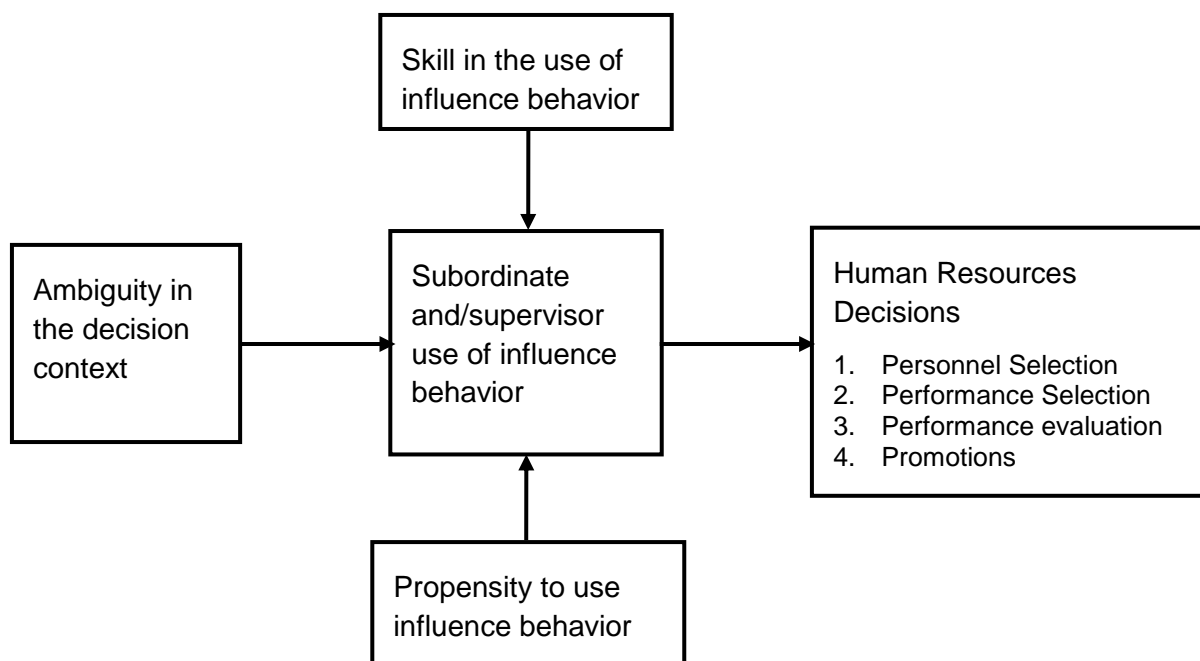 Skill in the use of
influence behavior
Ambiguity in
the decision
context
Subordinate
and/supervisor
use of influence
behavior
Human Resources
Decisions
1. Personnel Selection
2. Performance Selection
3. Performance evaluation
4. Promotions
Propensity to use
influence behavior